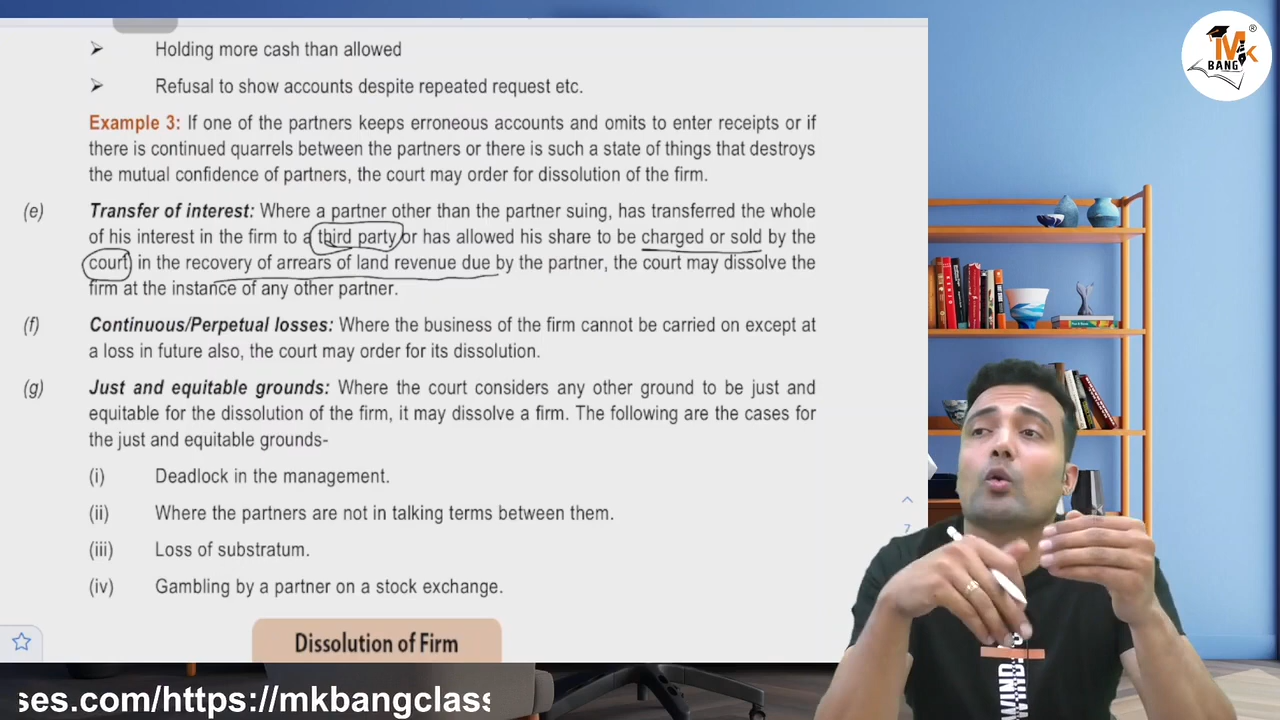 ➢ Holding more cash than allowed
➢ Refusal to show accounts despite repeated request etc.
Example 3: If one of the partners keeps erroneous accounts and omits to enter receipts or if
there is continued quarrels between the partners or there is such a state of things that destroys
the mutual confidence of partners, the court may order for dissolution of the firm.
(e) Transfer of interest: Where a partner other than the partner suing, has transferred the whole
of his interest in the firm to a third party or has allowed his share to be charged or sold by the
court in the recovery of arrears of land revenue due by the partner, the court may dissolve the
firm at the instance of any other partner.
(f) Continuous/Perpetual losses: Where the business of the firm cannot be carried on except at
a loss in future also, the court may order for its dissolution.
(g) Just and equitable grounds: Where the court considers any other ground to be just and
equitable for the dissolution of the firm, it may dissolve a firm. The following are the cases for
the just and equitable grounds-
(i) Deadlock in the management.
(ii) Where the partners are not in talking terms between them.
(iii) Loss of substratum.
(iv) Gambling by a partner on a stock exchange.
7
Dissolution of Firm
ses.com/https://mkbangclass
MK
BANG
®